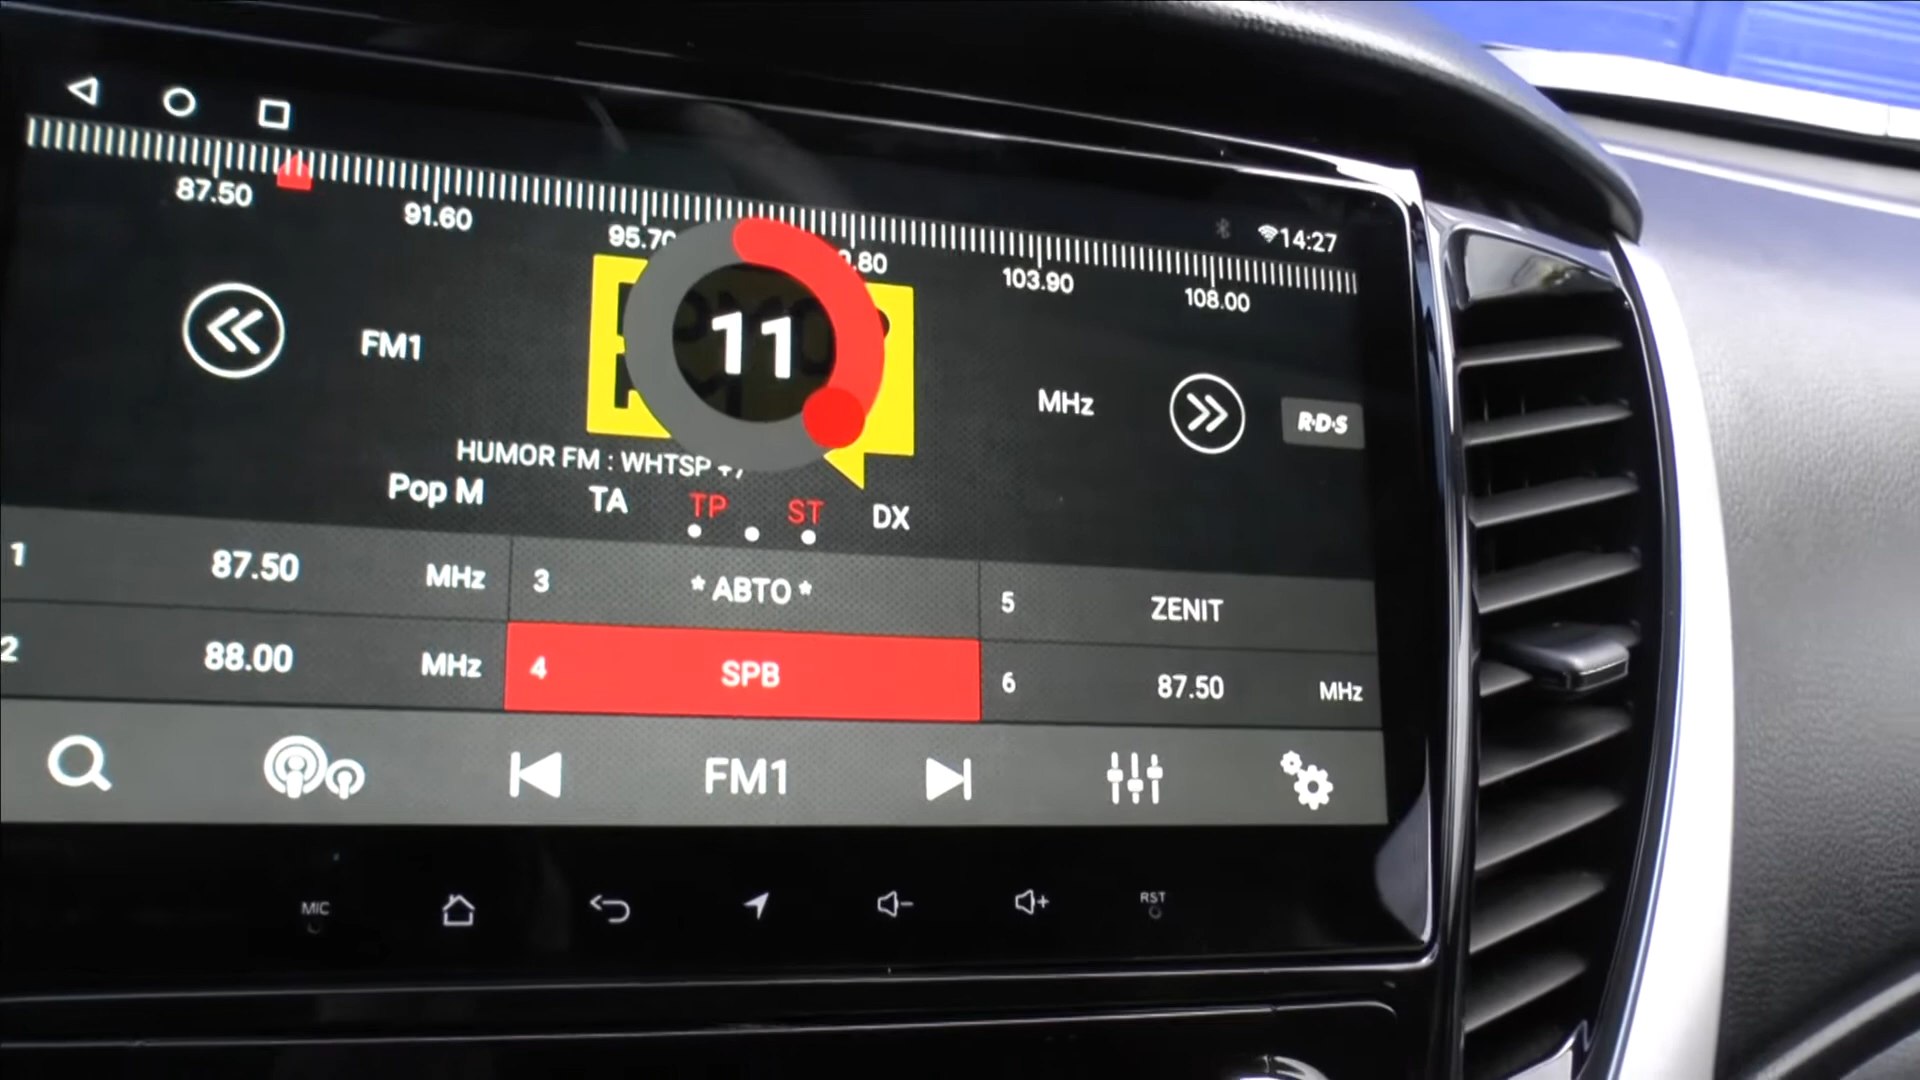 87.50 91.60 95.70 .80 103.90 108.00
14:27
FM1 11 MHz R·D·S
HUMOR FM : WHTSP +7
Pop M TA TP ST DX
1 87.50 MHz 3 * АВТО * 5 ZENIT
2 88.00 MHz 4 SPB 6 87.50 MHz
FM1
MIC RST